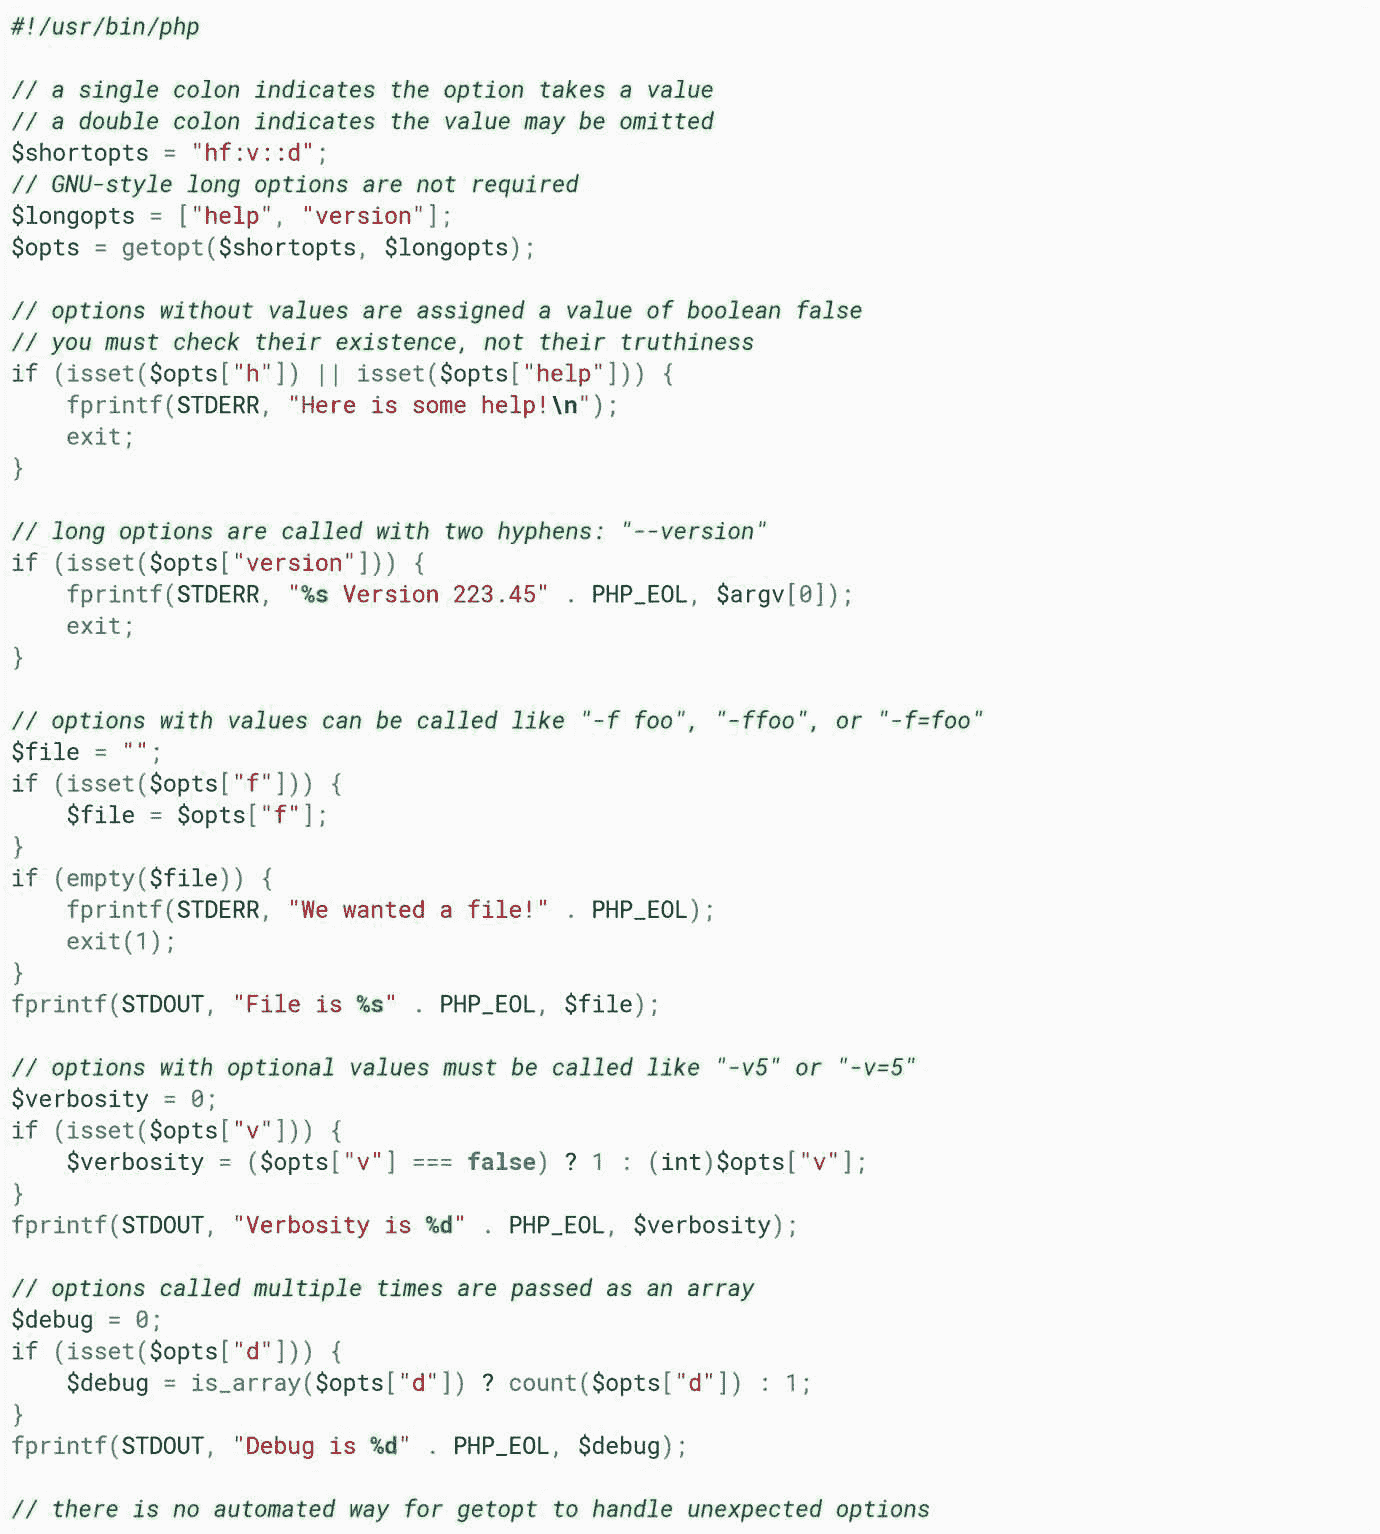 #!/usr/bin/php
// a single colon indicates the option takes a value
// a double colon indicates the value may be omitted
$shortopts = "hf:v::d";
// GNU-style long options are not required
$longopts = ["help", "version"];
$opts = getopt($shortopts, $longopts);
// options without values are assigned a value of boolean false
// you must check their existence, not their truthiness
if (isset($opts["h"]) || isset($opts["help"])) {
    fprintf(STDERR, "Here is some help!\n");
    exit;
}
// long options are called with two hyphens: "--version"
if (isset($opts["version"])) {
    fprintf(STDERR, "%s Version 223.45" . PHP_EOL, $argv[0]);
    exit;
}
// options with values can be called like "-f foo", "-ffoo", or "-f=foo"
$file = "";
if (isset($opts["f"])) {
    $file = $opts["f"];
}
if (empty($file)) {
    fprintf(STDERR, "We wanted a file!" . PHP_EOL);
    exit(1);
}
fprintf(STDOUT, "File is %s" . PHP_EOL, $file);
// options with optional values must be called like "-v5" or "-v=5"
$verbosity = 0;
if (isset($opts["v"])) {
    $verbosity = ($opts["v"] === false) ? 1 : (int)$opts["v"];
}
fprintf(STDOUT, "Verbosity is %d" . PHP_EOL, $verbosity);
// options called multiple times are passed as an array
$debug = 0;
if (isset($opts["d"])) {
    $debug = is_array($opts["d"]) ? count($opts["d"]) : 1;
}
fprintf(STDOUT, "Debug is %d" . PHP_EOL, $debug);
// there is no automated way for getopt to handle unexpected options